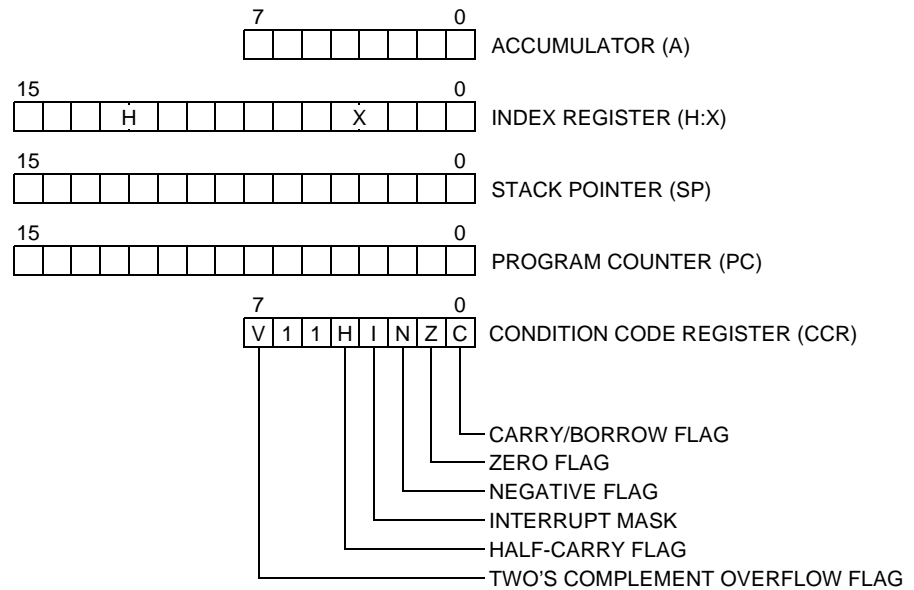 7 0
ACCUMULATOR (A)
15 0
H X INDEX REGISTER (H:X)
15 0
STACK POINTER (SP)
15 0
PROGRAM COUNTER (PC)
7 0
V 1 1 H I N Z C CONDITION CODE REGISTER (CCR)
CARRY/BORROW FLAG
ZERO FLAG
NEGATIVE FLAG
INTERRUPT MASK
HALF-CARRY FLAG
TWO'S COMPLEMENT OVERFLOW FLAG